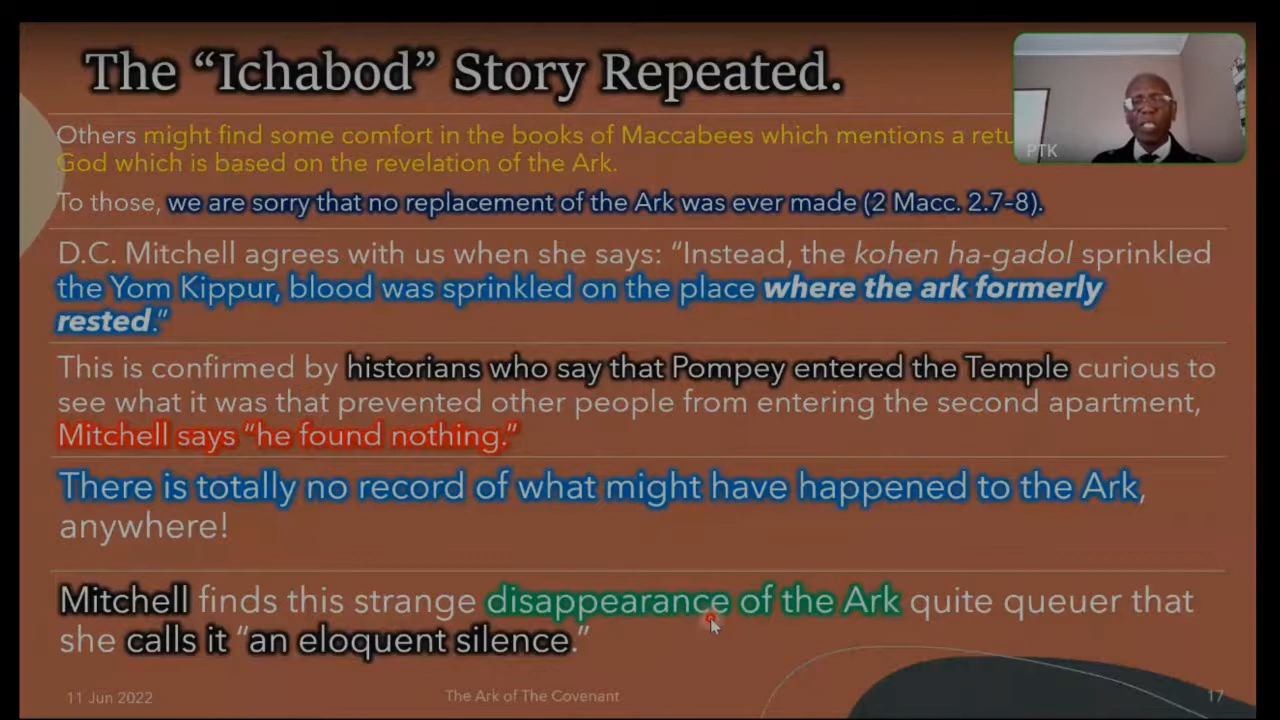 The “Ichabod” Story Repeated.
Others might find some comfort in the books of Maccabees which mentions a
God which is based on the revelation of the Ark.
To those, we are sorry that no replacement of the Ark was ever made (2 Macc. 2.7–8).
D.C. Mitchell agrees with us when she says: “Instead, the kohen ha-gadol sprinkled
the Yom Kippur, blood was sprinkled on the place where the ark formerly
rested.”
This is confirmed by historians who say that Pompey entered the Temple curious to
see what it was that prevented other people from entering the second apartment,
Mitchell says “he found nothing.”
There is totally no record of what might have happened to the Ark,
anywhere!
Mitchell finds this strange disappearance of the Ark quite queuer that
she calls it “an eloquent silence.”
11 Jun 2022
The Ark of The Covenant
17
PTK